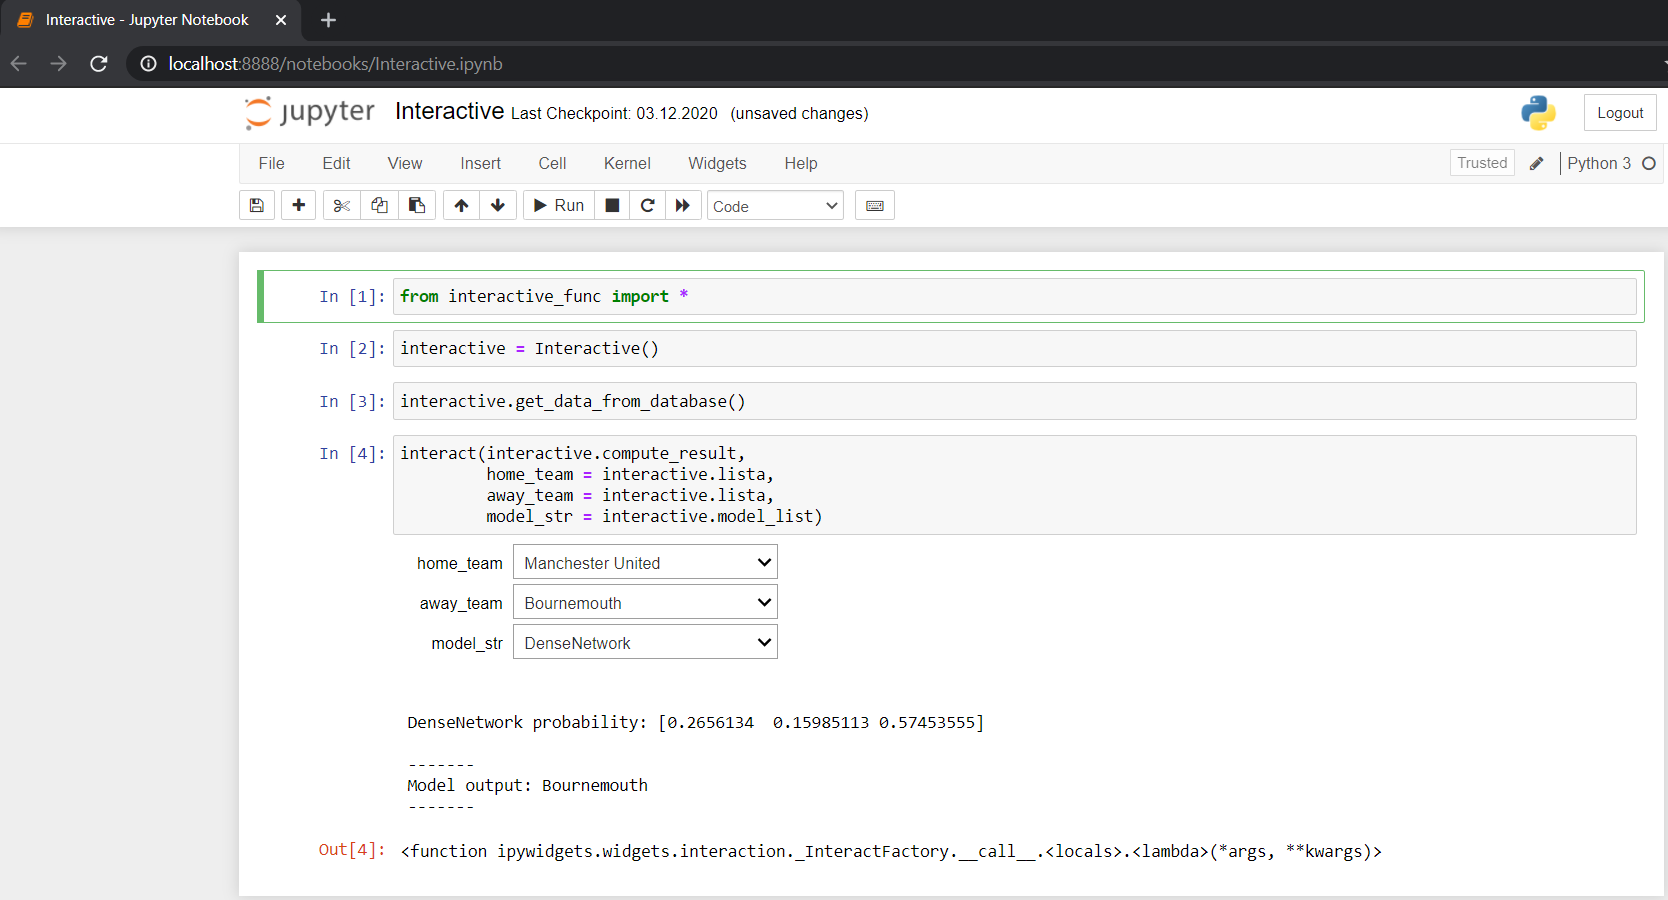 Interactive - Jupyter Notebook
localhost:8888/notebooks/Interactive.ipynb
jupyter Interactive Last Checkpoint: 03.12.2020 (unsaved changes) Logout
File Edit View Insert Cell Kernel Widgets Help Trusted Python 3
Run Code
In [1]: from interactive_func import *
In [2]: interactive = Interactive()
In [3]: interactive.get_data_from_database()
In [4]: interact(interactive.compute_result,
home_team = interactive.lista,
away_team = interactive.lista,
model_str = interactive.model_list)
home_team Manchester United
away_team Bournemouth
model_str DenseNetwork
DenseNetwork probability: [0.2656134  0.15985113 0.57453555]
-------
Model output: Bournemouth
-------
Out[4]: <function ipywidgets.widgets.interaction._InteractFactory.__call__.<locals>.<lambda>(*args, **kwargs)>